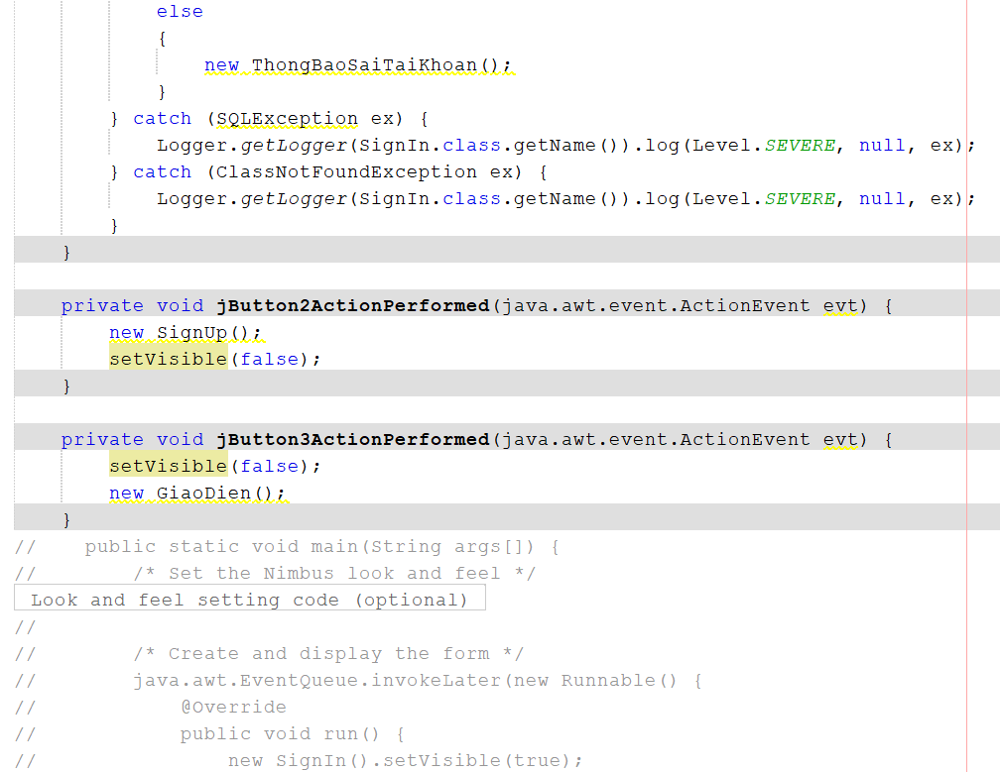 else
{
new ThongBaoSaiTaiKhoan();
}
} catch (SQLException ex) {
Logger.getLogger(SignIn.class.getName()).log(Level.SEVERE, null, ex);
} catch (ClassNotFoundException ex) {
Logger.getLogger(SignIn.class.getName()).log(Level.SEVERE, null, ex);
}
}
private void jButton2ActionPerformed(java.awt.event.ActionEvent evt) {
new SignUp();
setVisible(false);
}
private void jButton3ActionPerformed(java.awt.event.ActionEvent evt) {
setVisible(false);
new GiaoDien();
}
//    public static void main(String args[]) {
//        /* Set the Nimbus look and feel */
Look and feel setting code (optional)
//
//        /* Create and display the form */
//        java.awt.EventQueue.invokeLater(new Runnable() {
//            @Override
//            public void run() {
//                new SignIn().setVisible(true);